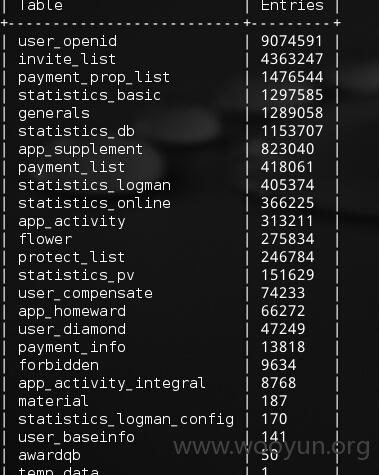 | Table | Entries |
+--------------------------+---------+
| user_openid | 9074591 |
| invite_list | 4363247 |
| payment_prop_list | 1476544 |
| statistics_basic | 1297585 |
| generals | 1289058 |
| statistics_db | 1153707 |
| app_supplement | 823040 |
| payment_list | 418061 |
| statistics_logman | 405374 |
| statistics_online | 366225 |
| app_activity | 313211 |
| flower | 275834 |
| protect_list | 246784 |
| statistics_pv | 151629 |
| user_compensate | 74233 |
| app_homeward | 66272 |
| user_diamond | 47249 |
| payment_info | 13818 |
| forbidden | 9634 |
| app_activity_integral | 8768 |
| material | 187 |
| statistics_logman_config | 170 |
| user_baseinfo | 141 |
| awardqb | 56 |
| temp_data | 1 |
www.wooyun.org